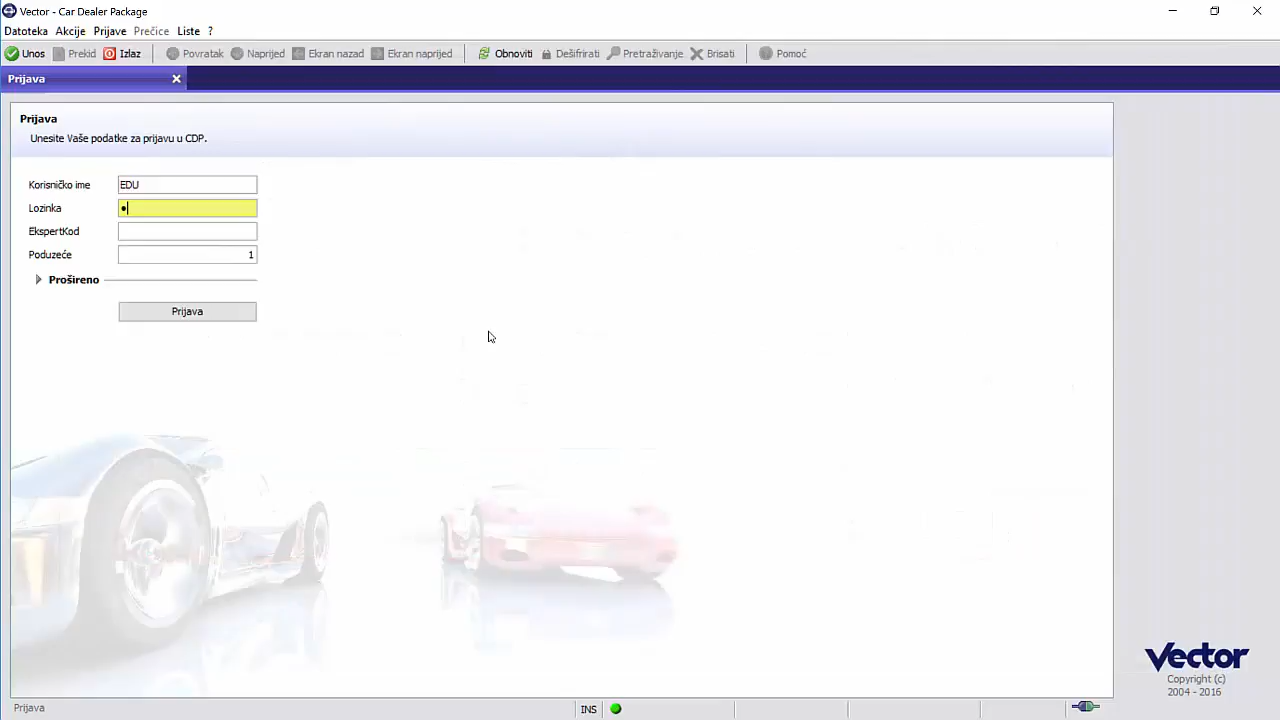 Vector - Car Dealer Package
Datoteka Akcije Prijave Prečice Liste ?
Unos Prekid Izlaz Povratak Naprijed Ekran nazad Ekran naprijed Obnoviti Dešifrirati Pretraživanje Brisati Pomoć
Prijava
Prijava
Unesite Vaše podatke za prijavu u CDP.
Korisničko ime EDU
Lozinka
EkspertKod
Poduzeće 1
Prošireno
Prijava
Vector
Copyright (c)
2004 - 2016
Prijava INS